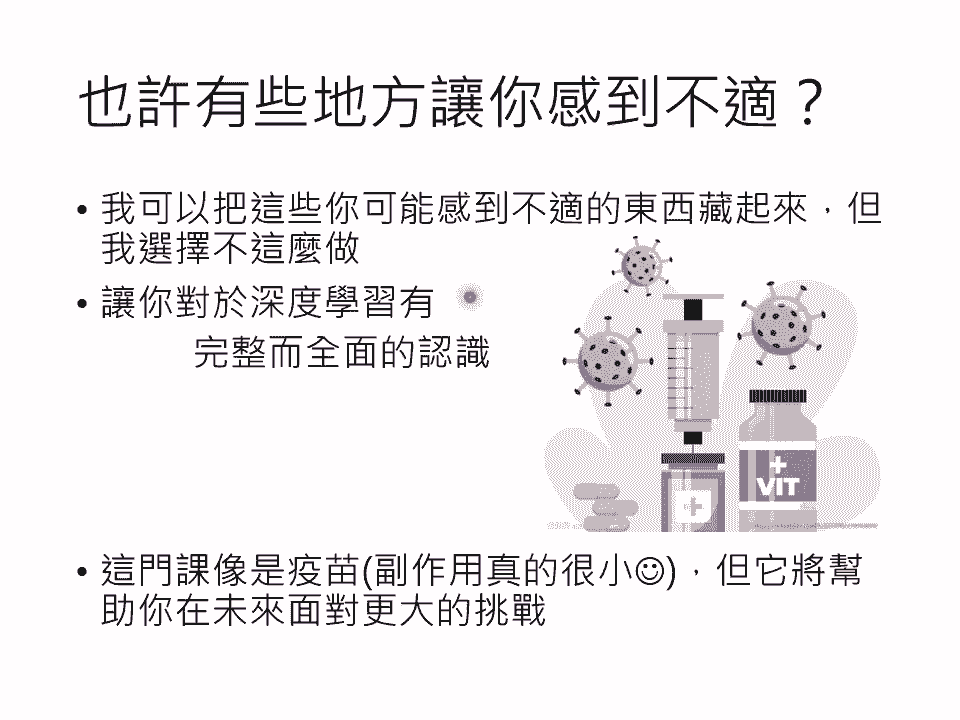 也許有些地方讓你感到不適？
• 我可以把這些你可能感到不適的東西藏起來，但
我選擇不這麼做
• 讓你對於深度學習有
完整而全面的認識
+
VIT
• 這門課像是疫苗(副作用真的很小☺)，但它將幫
助你在未來面對更大的挑戰